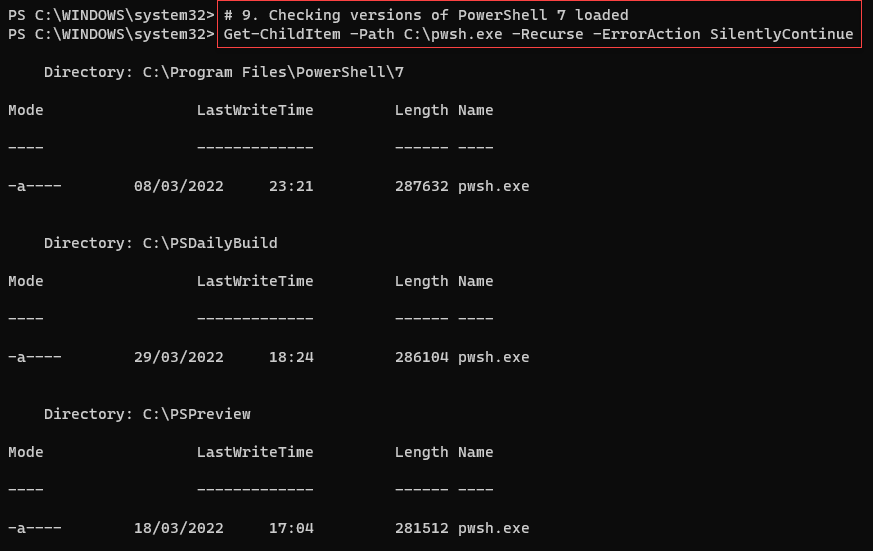 PS C:\WINDOWS\system32> # 9. Checking versions of PowerShell 7 loaded
PS C:\WINDOWS\system32> Get-ChildItem -Path C:\pwsh.exe -Recurse -ErrorAction SilentlyContinue
Directory: C:\Program Files\PowerShell\7
Mode LastWriteTime Length Name
---- ------------- ------ ----
-a---- 08/03/2022 23:21 287632 pwsh.exe
Directory: C:\PSDailyBuild
Mode LastWriteTime Length Name
---- ------------- ------ ----
-a---- 29/03/2022 18:24 286104 pwsh.exe
Directory: C:\PSPreview
Mode LastWriteTime Length Name
---- ------------- ------ ----
-a---- 18/03/2022 17:04 281512 pwsh.exe